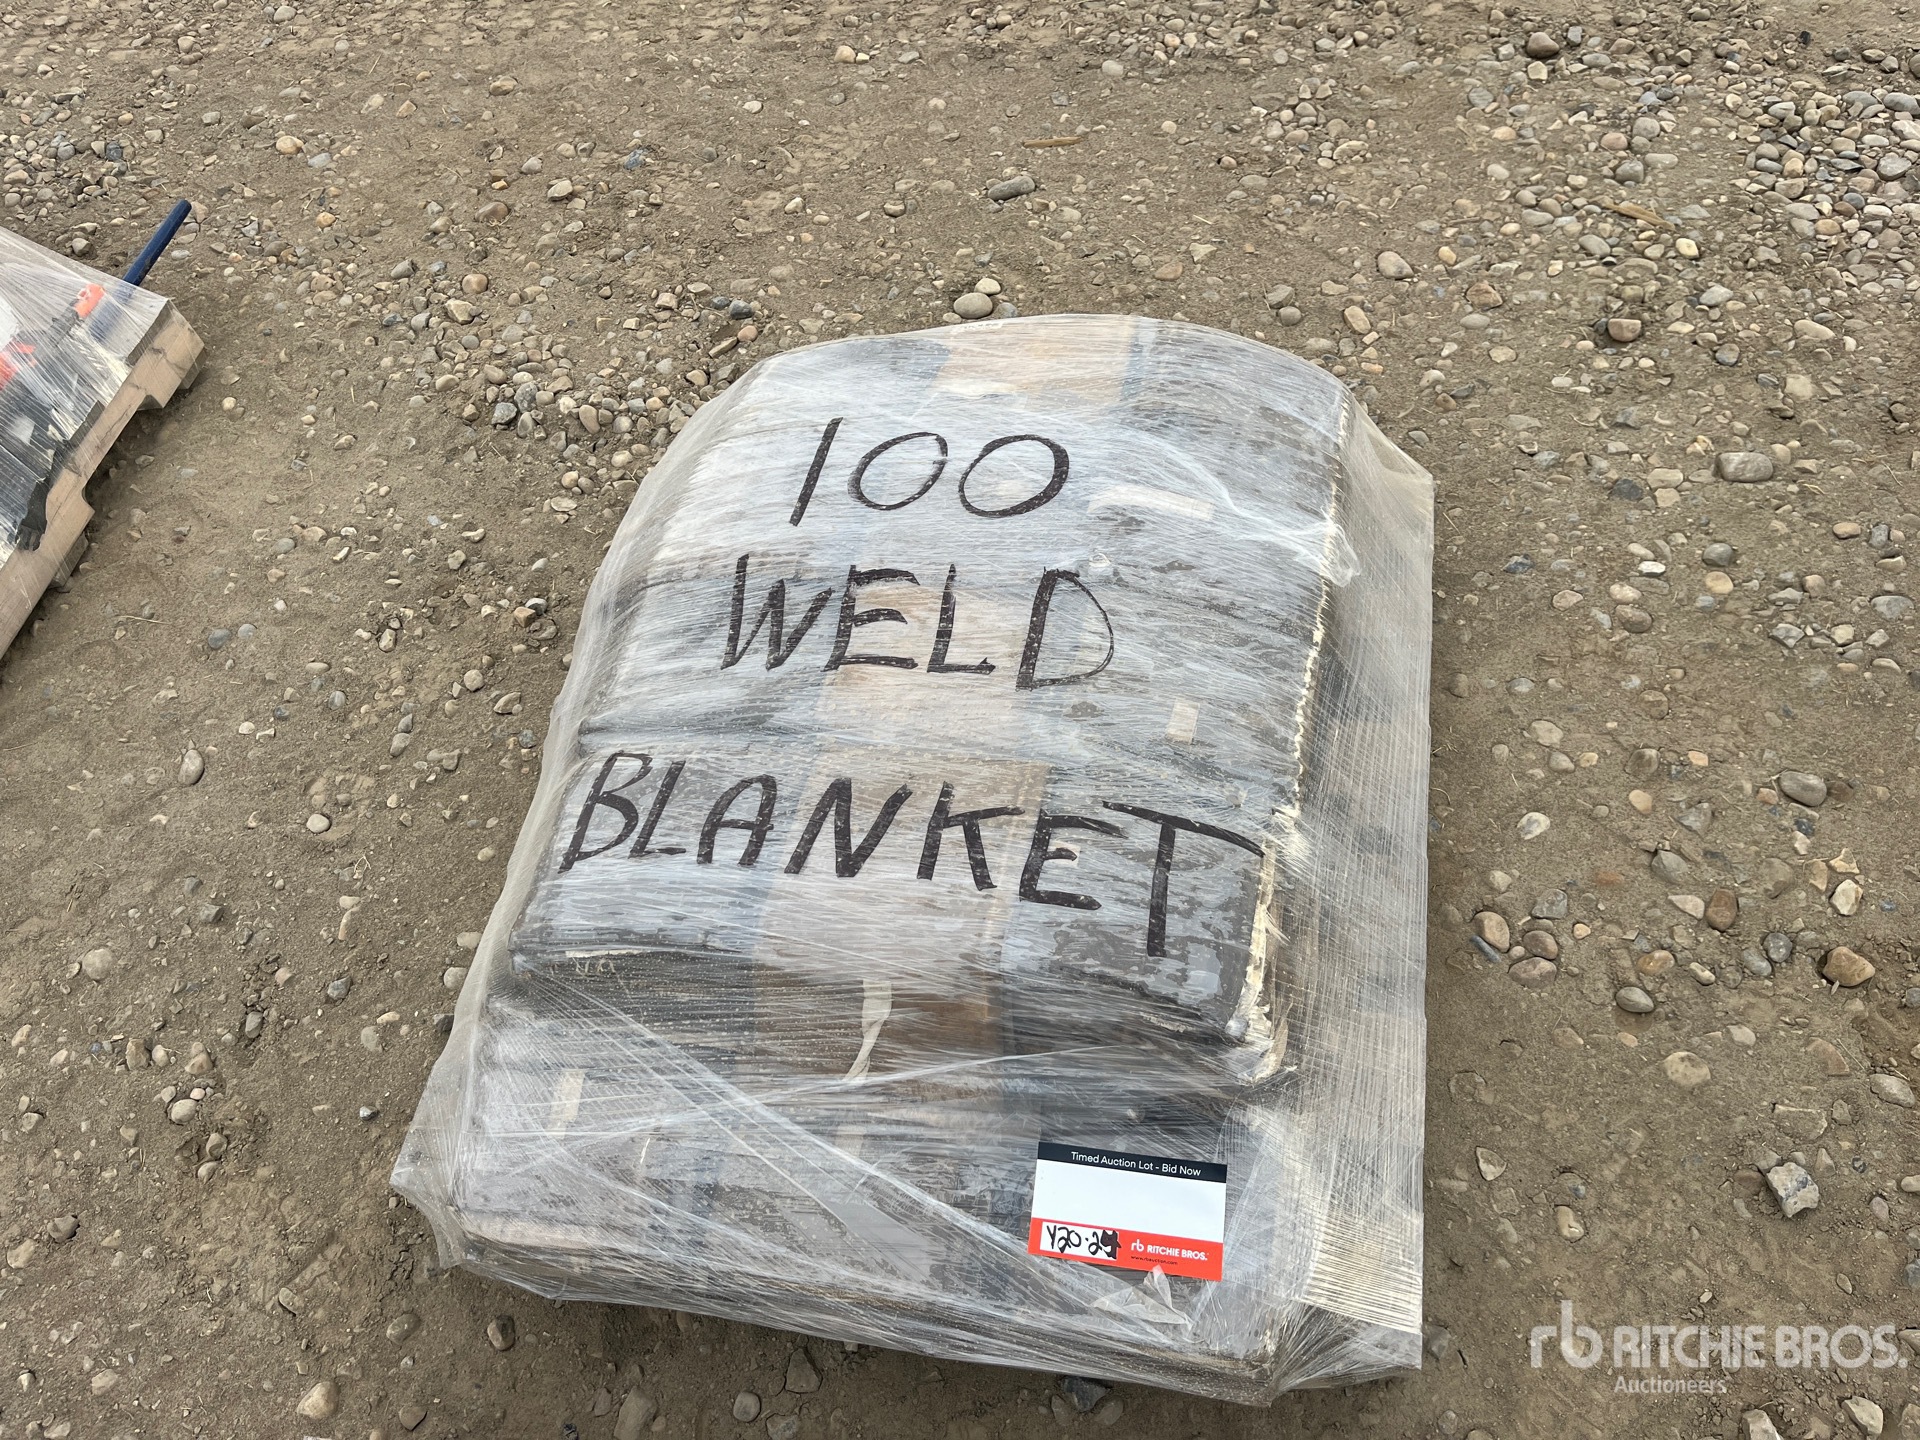 100
WELD
BLANKET
Timed Auction Lot - Bid Now
rb RITCHIE BROS.
rb RITCHIE BROS.
Auctioneers